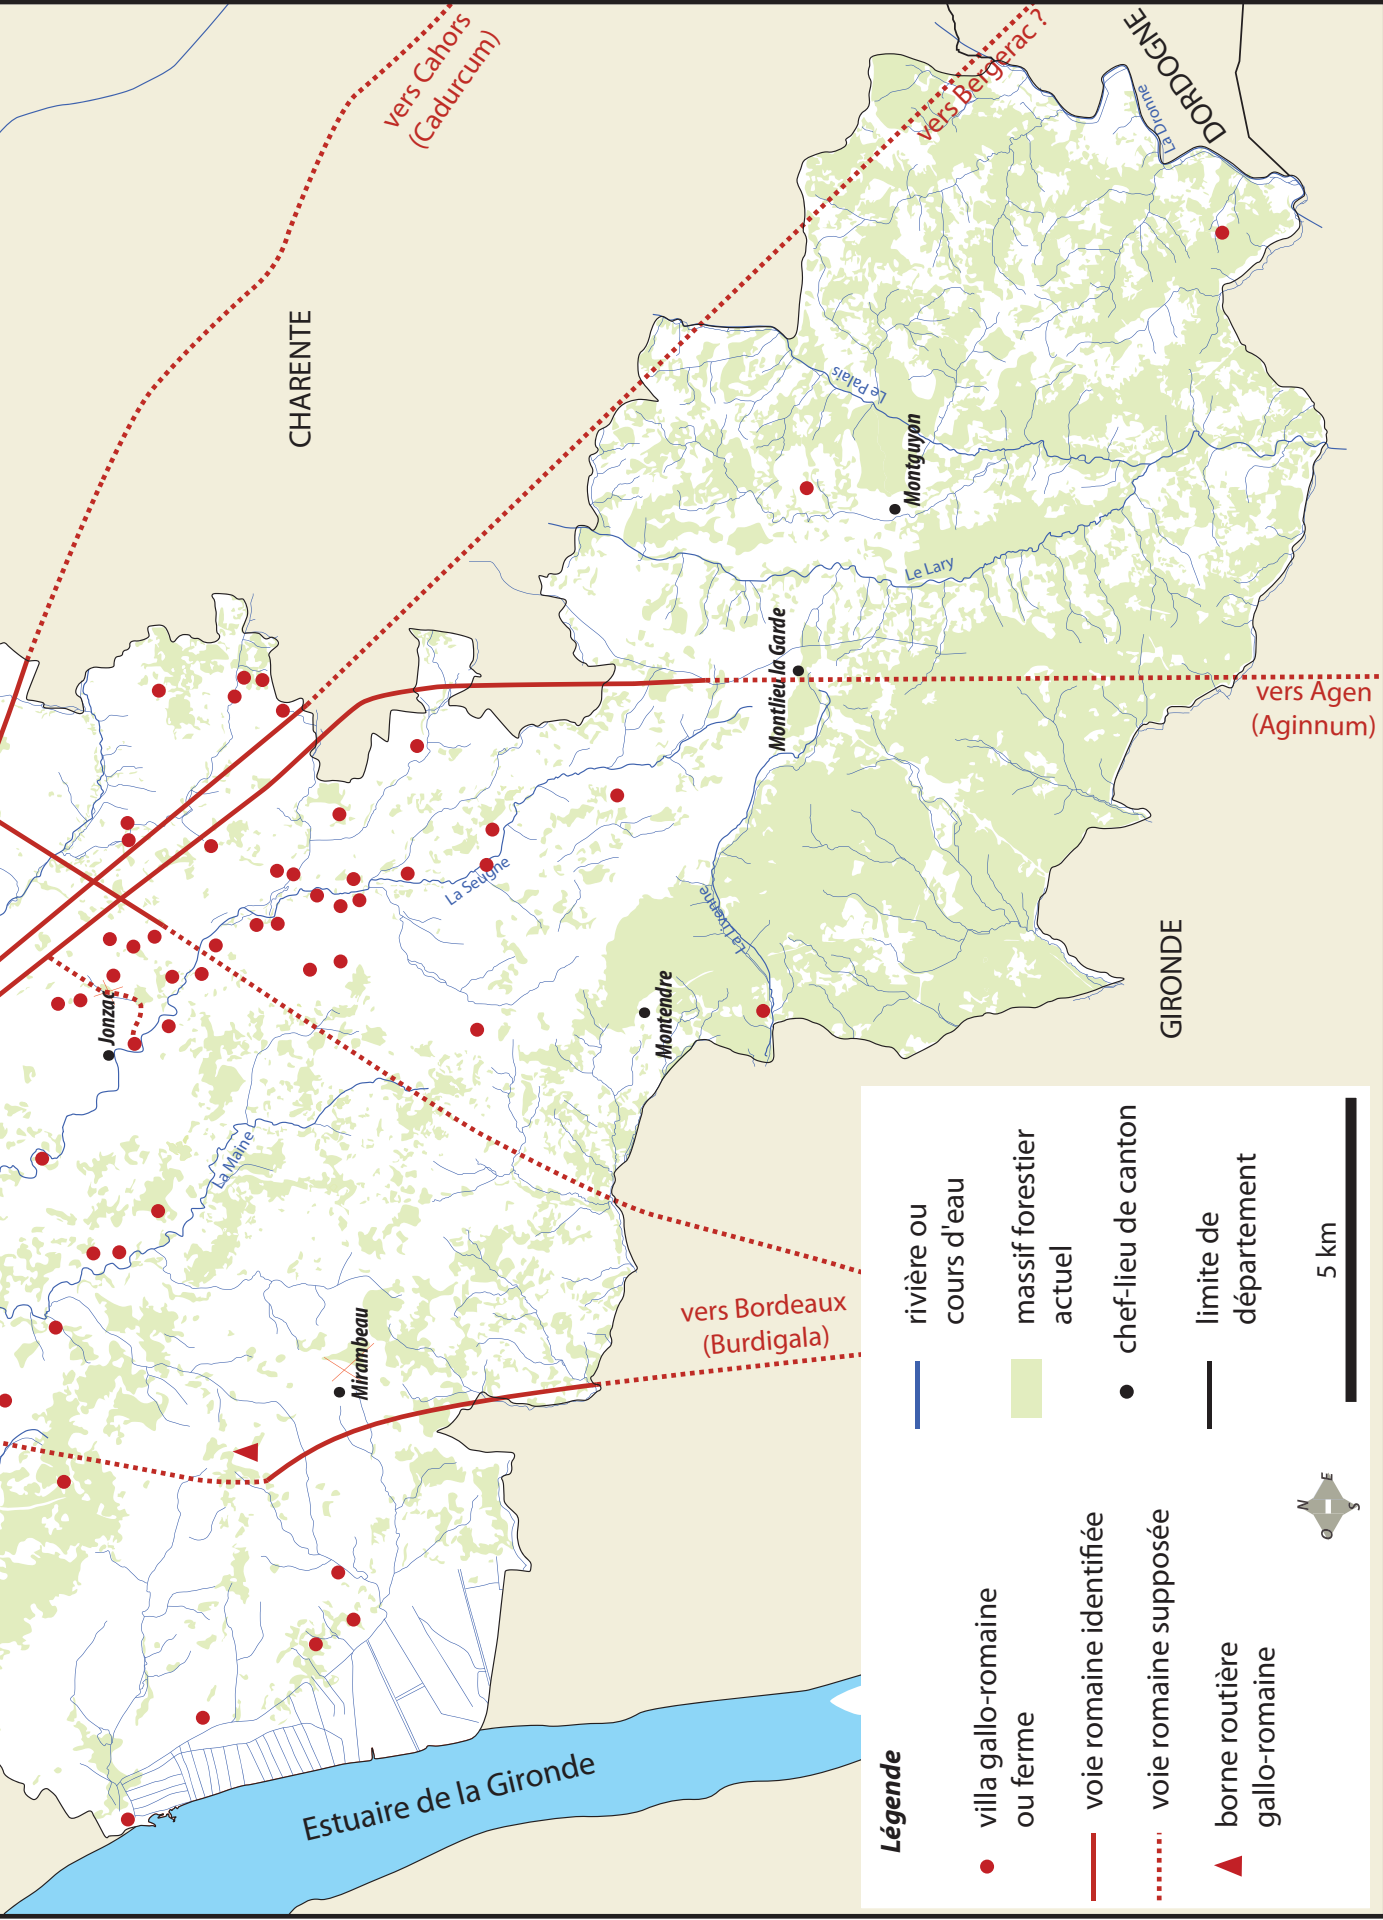 vers Cahors
(Cadurcum)
vers Bergerac ?
DORDOGNE
La Dronne
CHARENTE
Le Palais
Montguyon
Le Lary
Montlieu la Garde
vers Agen
(Aginnum)
La Seugne
La Livenne
Montendre
GIRONDE
Jonzac
La Maine
Mirambeau
vers Bordeaux
(Burdigala)
Estuaire de la Gironde
Légende
villa gallo-romaine
ou ferme
voie romaine identifiée
voie romaine supposée
borne routière
gallo-romaine
rivière ou
cours d'eau
massif forestier
actuel
chef-lieu de canton
limite de
département
N
E
S
O
5 km